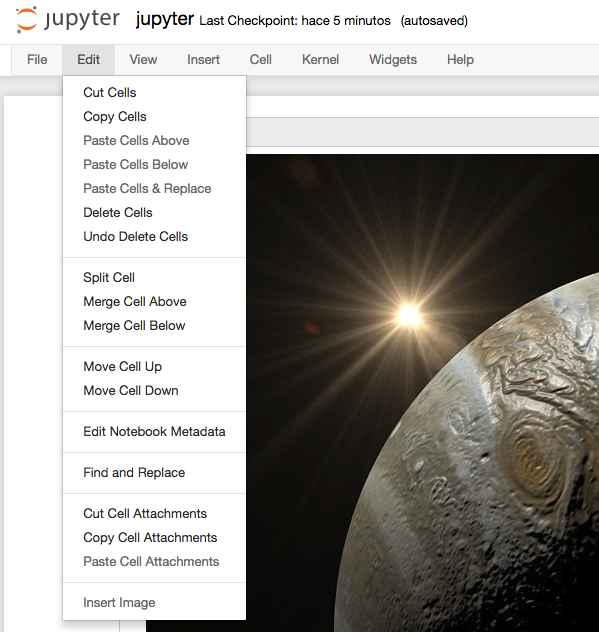 jupyter jupyter Last Checkpoint: hace 5 minutos (autosaved)
File Edit View Insert Cell Kernel Widgets Help
Cut Cells
Copy Cells
Paste Cells Above
Paste Cells Below
Paste Cells & Replace
Delete Cells
Undo Delete Cells
Split Cell
Merge Cell Above
Merge Cell Below
Move Cell Up
Move Cell Down
Edit Notebook Metadata
Find and Replace
Cut Cell Attachments
Copy Cell Attachments
Paste Cell Attachments
Insert Image